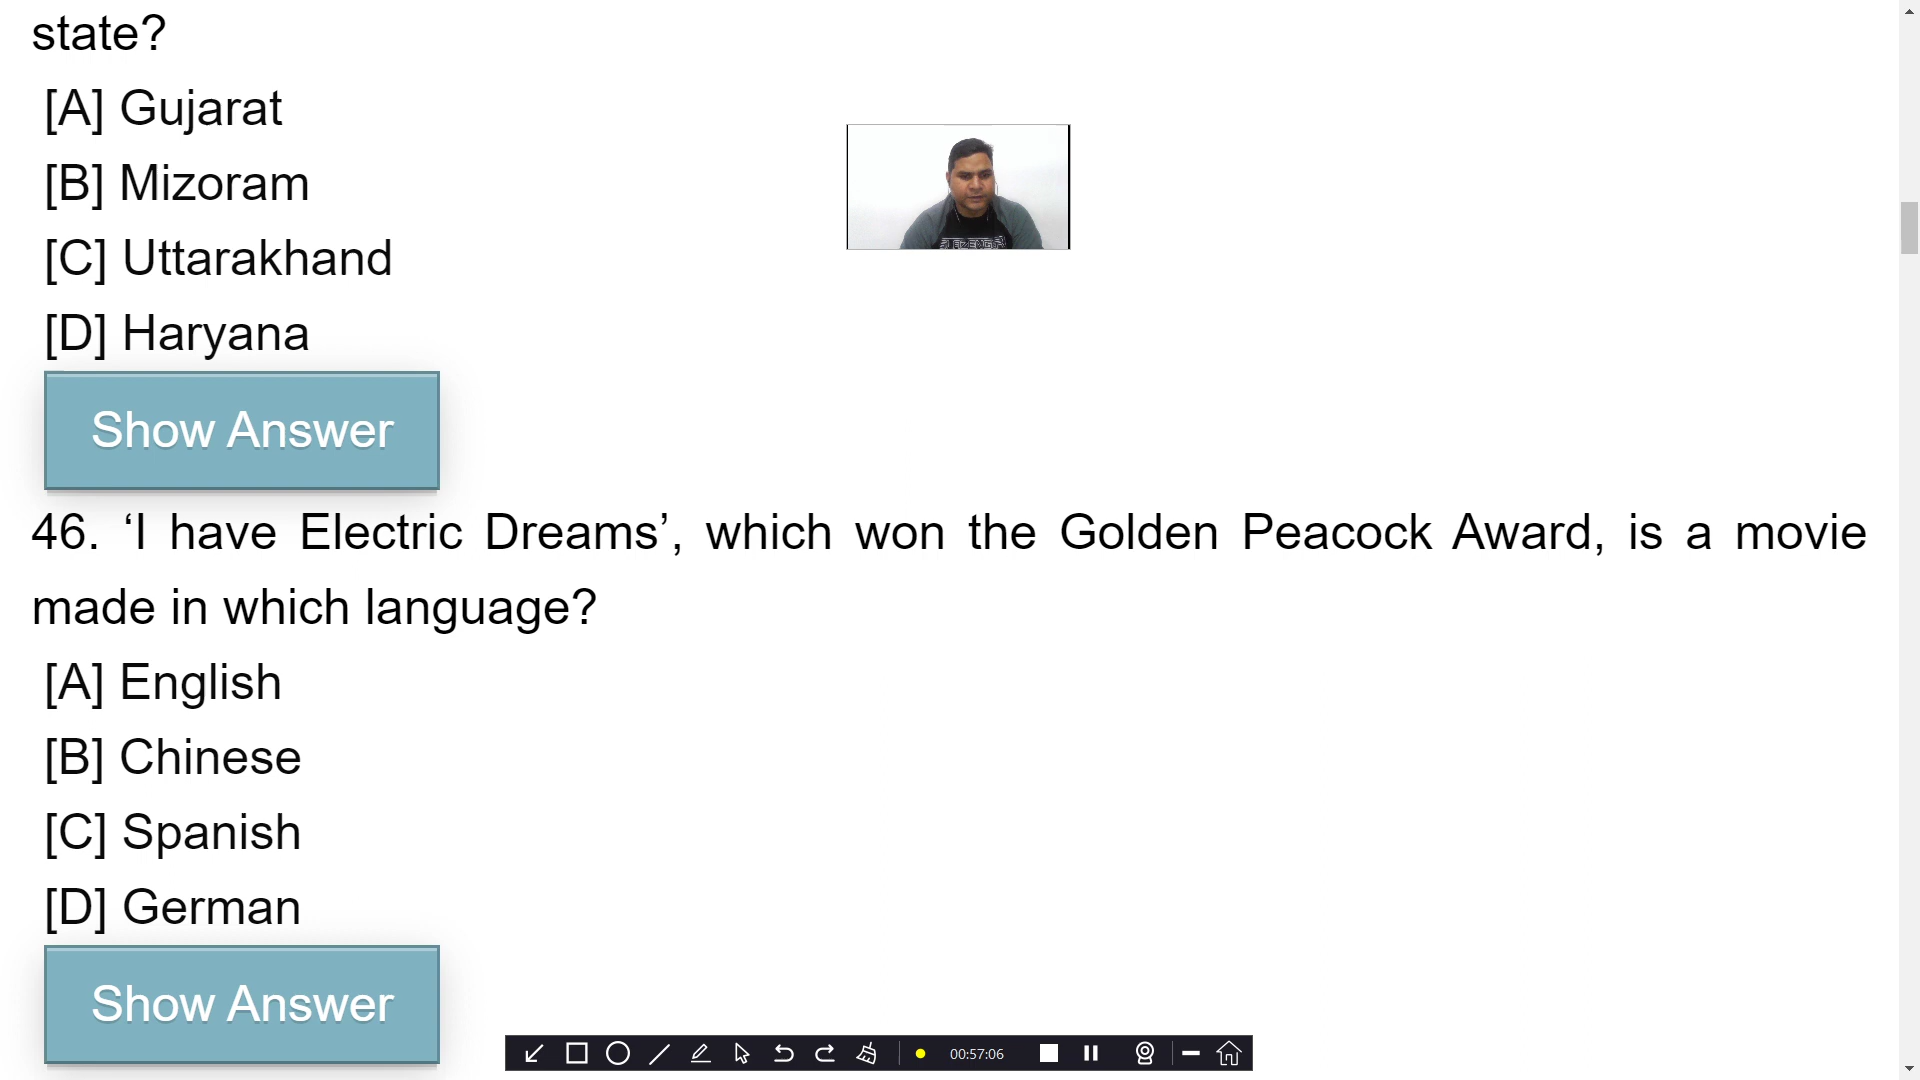 state?
[A] Gujarat
[B] Mizoram
[C] Uttarakhand
[D] Haryana
Show Answer
46. ‘I have Electric Dreams’, which won the Golden Peacock Award, is a movie
made in which language?
[A] English
[B] Chinese
[C] Spanish
[D] German
Show Answer
00:57:06